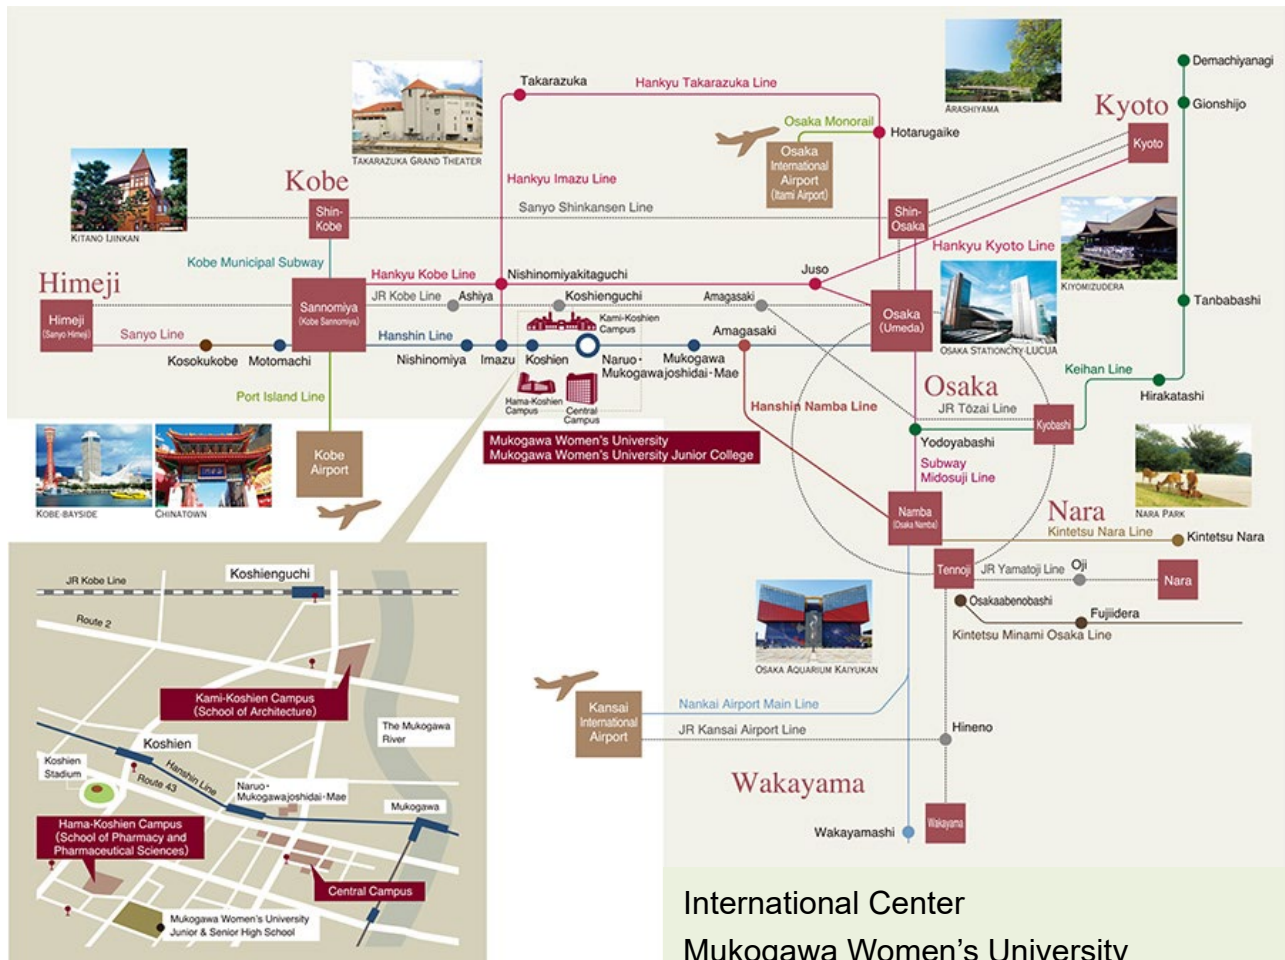 Takarazuka
Hankyu Takarazuka Line
ARASHIYAMA
Demachiyanagi
Gionshijo
Kyoto
Kyoto
Osaka Monorail
Hotarugaike
Osaka
International
Airport
(Itami Airport)
TAKARAZUKA GRAND THEATER
Hankyu Imazu Line
Kobe
Shin-
Kobe
Sanyo Shinkansen Line
Shin-
Osaka
KITANO IJINKAN
Kobe Municipal Subway
Hankyu Kyoto Line
KIYOMIZUDERA
Himeji
Himeji
(Sanyo Himeji)
Sannomiya
(Kobe Sannomiya)
Hankyu Kobe Line
Nishinomiyakitaguchi
Juso
JR Kobe Line
Ashiya
Koshienguchi
Amagasaki
Osaka
(Umeda)
Tanbabashi
Kami-Koshien
Campus
Sanyo Line
Kosokukobe
Motomachi
Hanshin Line
Nishinomiya
Imazu
Koshien
Naruo・
Mukogawajoshidai-Mae
Mukogawa
Amagasaki
OSAKA STATIONCITY·LUCUA
Keihan Line
Hirakatashi
Osaka
JR Tōzai Line
Kyobashi
Port Island Line
Hama-Koshien
Campus
Central
Campus
Hanshin Namba Line
Yodoyabashi
Mukogawa Women's University
Mukogawa Women's University Junior College
Subway
Midosuji Line
Kobe
Airport
KOBE-BAYSIDE
CHINATOWN
Namba
(Osaka Namba)
Nara
NARA PARK
Kintetsu Nara Line
Kintetsu Nara
Tennoji
JR Yamatoji Line
Oji
Nara
Osakaabenobashi
Fujiidera
Kintetsu Minami Osaka Line
OSAKA AQUARIUM KAIYUKAN
Kansai
International
Airport
Nankai Airport Main Line
JR Kansai Airport Line
Hineno
Wakayama
Wakayamashi
Wakayama
JR Kobe Line
Koshienguchi
Route 2
Kami-Koshien Campus
(School of Architecture)
The Mukogawa
River
Koshien
Koshien
Stadium
Hanshin Line
Route 43
Naruo・
Mukogawajoshidai-Mae
Mukogawa
Hama-Koshien Campus
(School of Pharmacy and
Pharmaceutical Sciences)
Central Campus
Mukogawa Women's University
Junior & Senior High School
International Center
Mukogawa Women's University